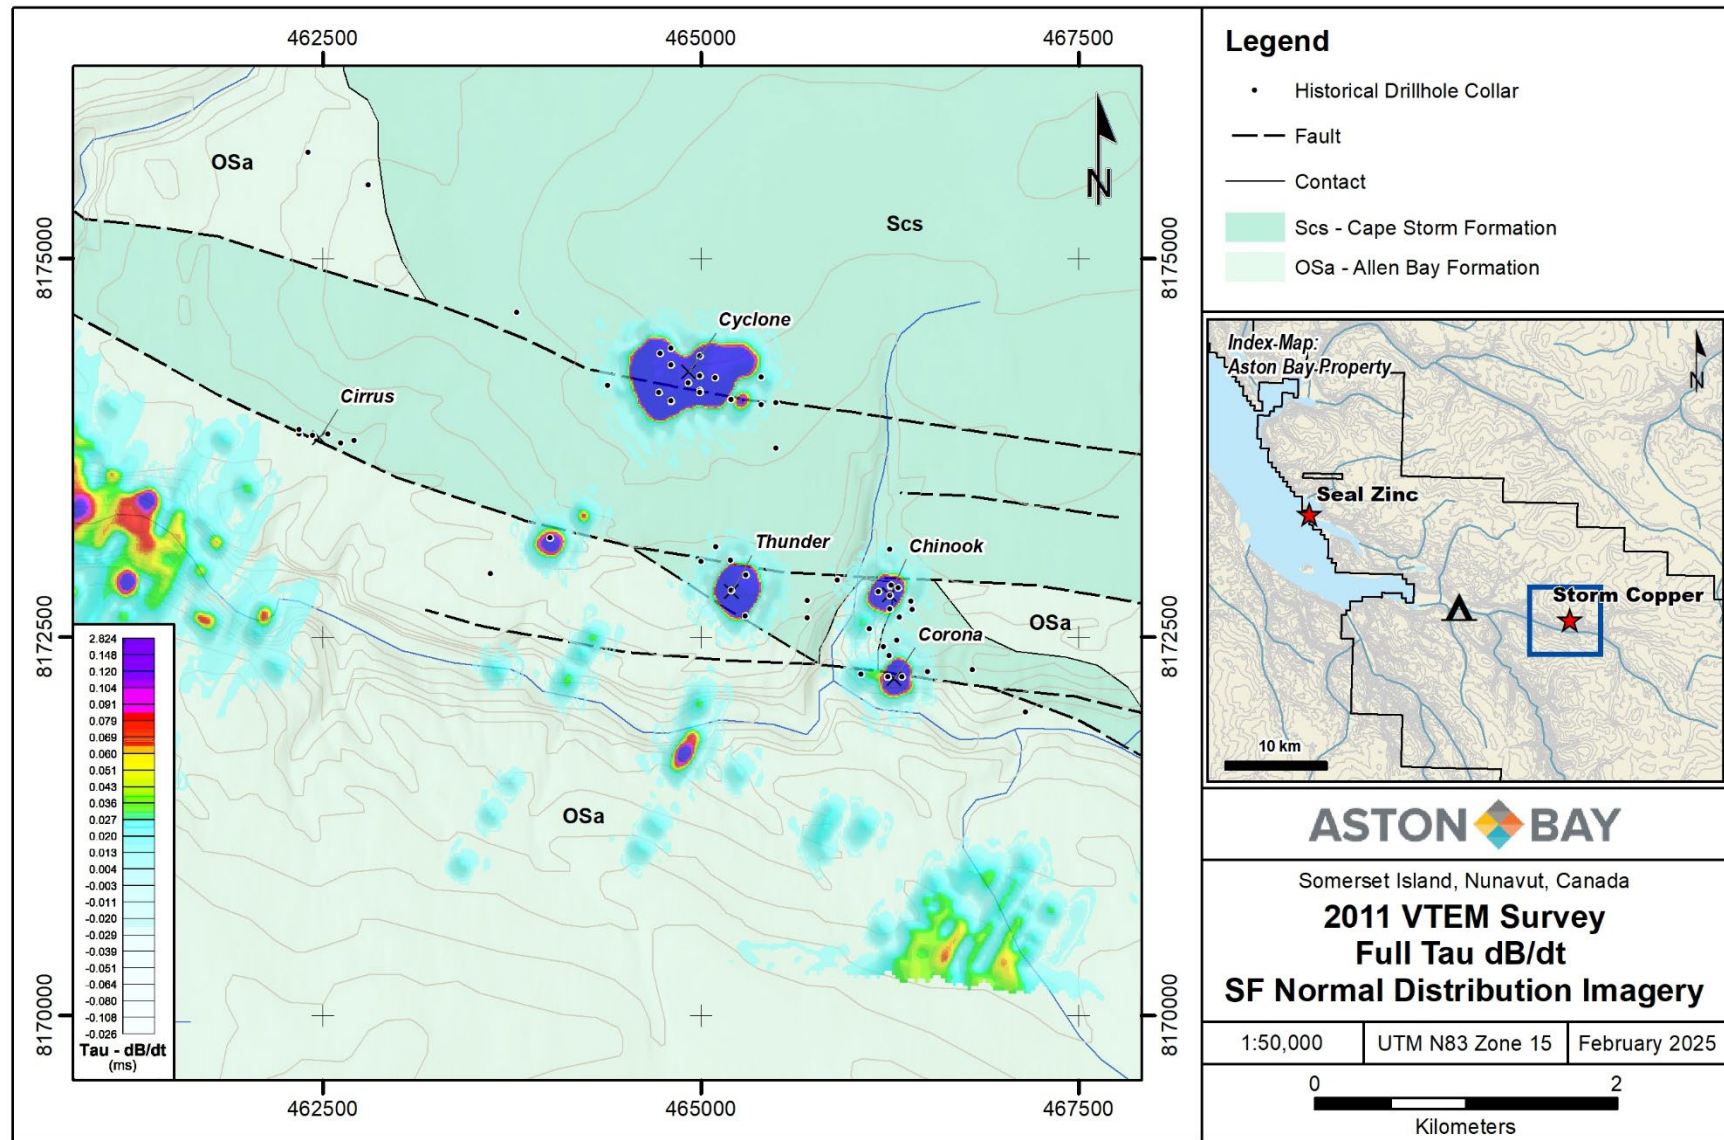 462500
465000
467500
8175000
8172500
8170000
8175000
8172500
8170000
462500
465000
467500
OSa
Scs
N
Cyclone
Cirrus
Thunder
Chinook
OSa
Corona
OSa
2.824
0.148
0.120
0.104
0.091
0.079
0.069
0.060
0.051
0.043
0.036
0.027
0.020
0.013
0.004
-0.003
-0.011
-0.020
-0.029
-0.039
-0.051
-0.064
-0.080
-0.108
-0.026
Tau - dB/dt
(ms)
Legend
Historical Drillhole Collar
Fault
Contact
Scs - Cape Storm Formation
OSa - Allen Bay Formation
Index-Map:
Aston Bay Property
N
Seal Zinc
Storm Copper
10 km
ASTON BAY
Somerset Island, Nunavut, Canada
2011 VTEM Survey
Full Tau dB/dt
SF Normal Distribution Imagery
1:50,000
UTM N83 Zone 15
February 2025
0 2
Kilometers